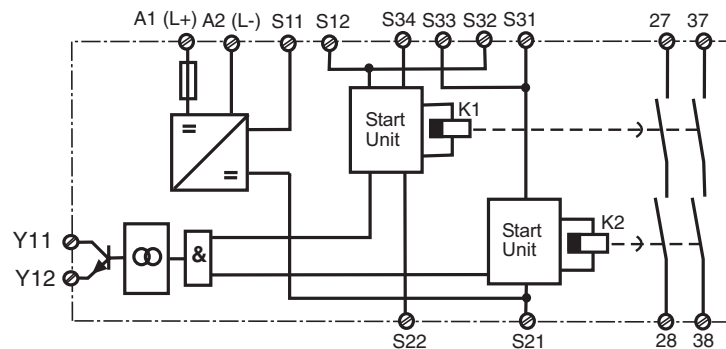 A1 (L+) A2 (L-) S11 S12 S34 S33 S32 S31 27 37
K1
Start
Unit
=
=
Start
Unit
K2
Y11
&
Y12
S22 S21 28 38